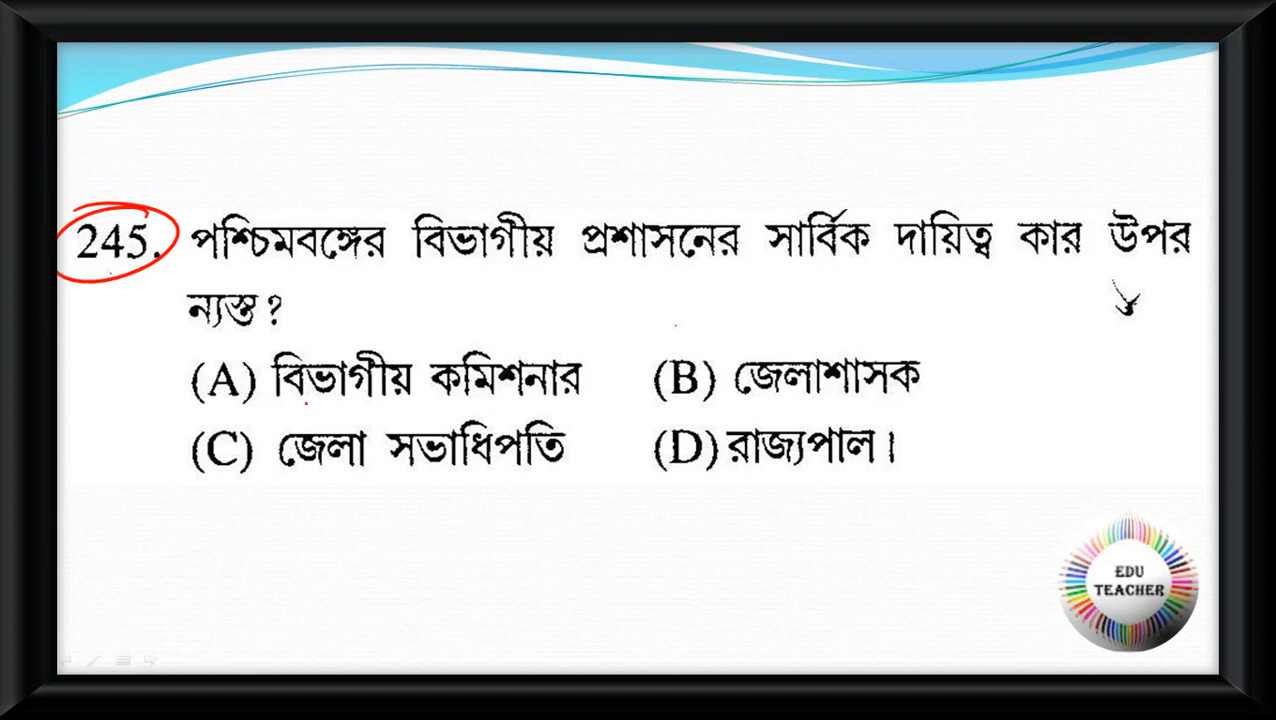 245. পশ্চিমবঙ্গের বিভাগীয় প্রশাসনের সার্বিক দায়িত্ব কার উপর
ন্যস্ত?
(A) বিভাগীয় কমিশনার (B) জেলাশাসক
(C) জেলা সভাধিপতি (D) রাজ্যপাল।
EDU
TEACHER